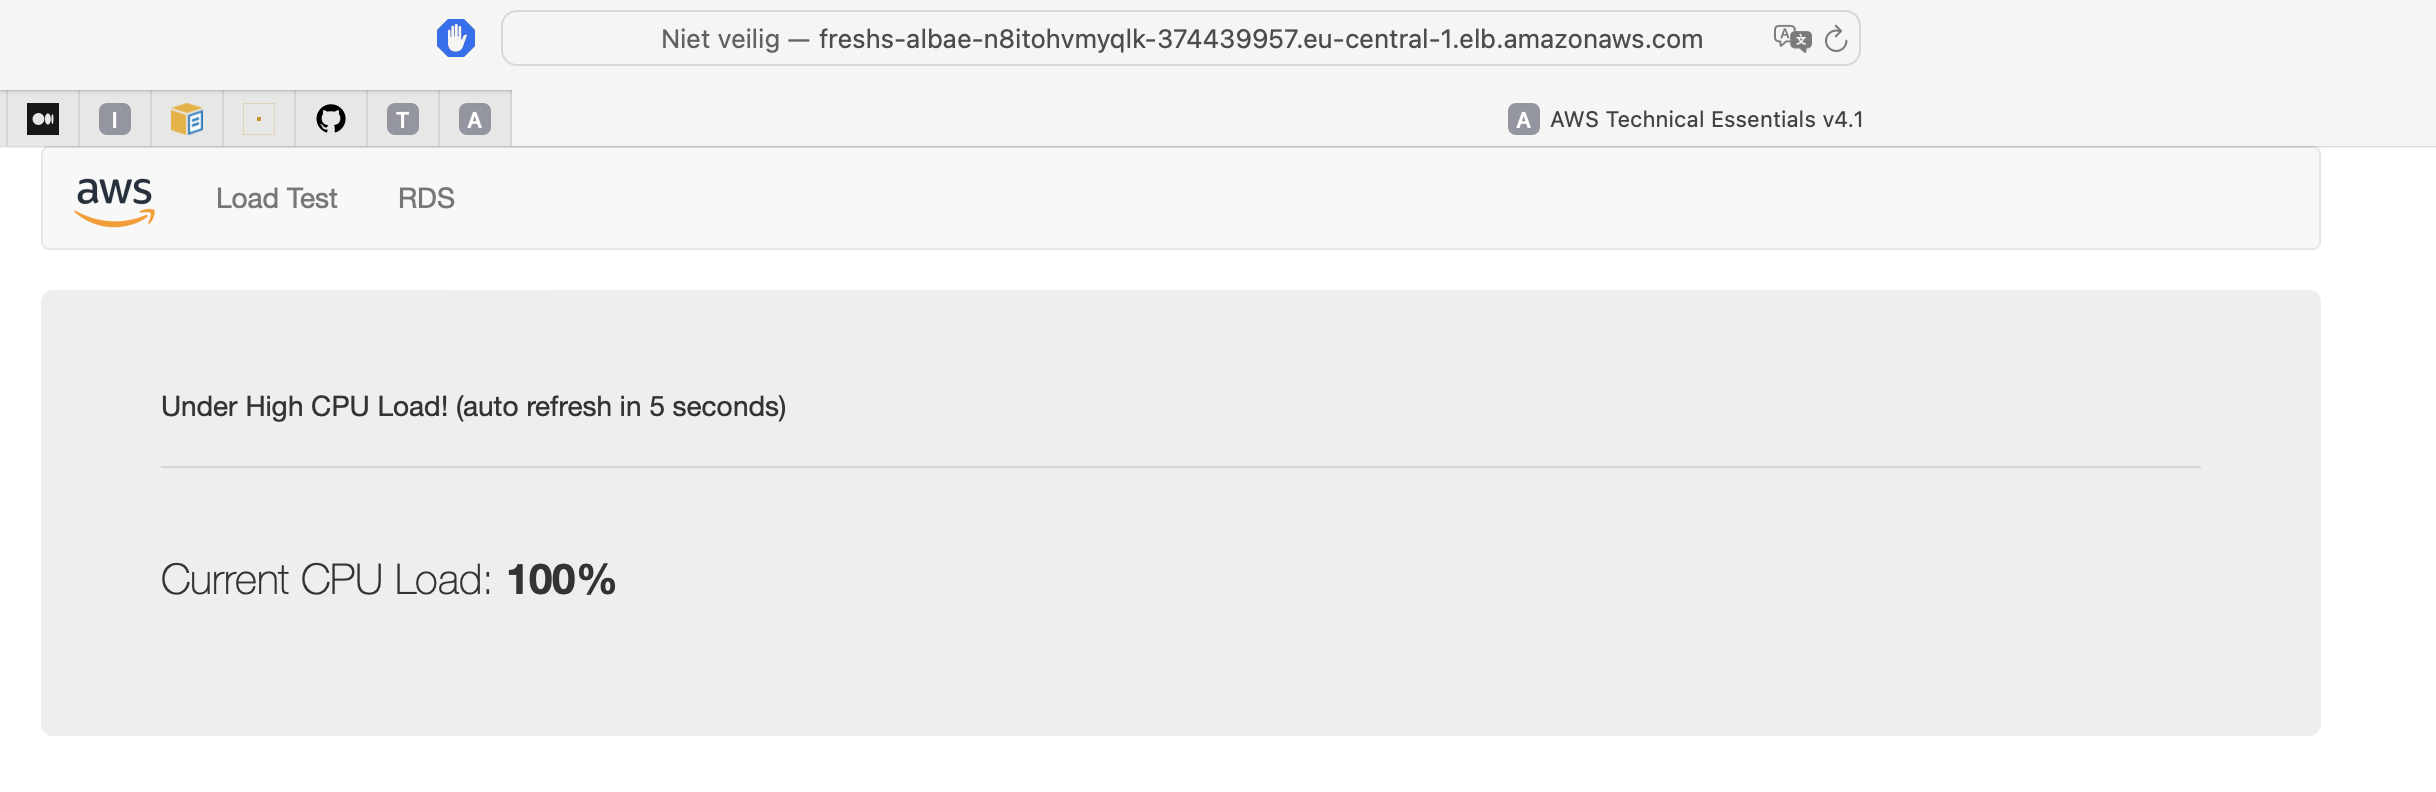 Niet veilig — freshs-albae-n8itohvmyqlk-374439957.eu-central-1.elb.amazonaws.com
I
T
A
A AWS Technical Essentials v4.1
aws Load Test RDS
Under High CPU Load! (auto refresh in 5 seconds)
Current CPU Load: 100%